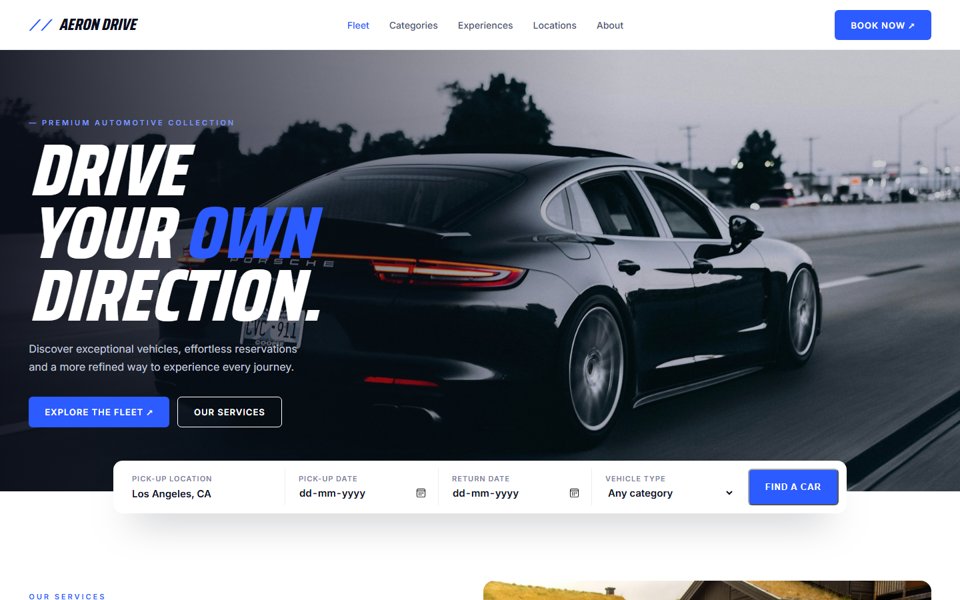 // AERON DRIVE
Fleet
Categories
Experiences
Locations
About
BOOK NOW ↗
— PREMIUM AUTOMOTIVE COLLECTION
DRIVE
YOUR OWN
DIRECTION.
PORSCHE
CVC·911
Discover exceptional vehicles, effortless reservations
and a more refined way to experience every journey.
EXPLORE THE FLEET ↗
OUR SERVICES
PICK-UP LOCATION
Los Angeles, CA
PICK-UP DATE
dd-mm-yyyy
RETURN DATE
dd-mm-yyyy
VEHICLE TYPE
Any category
FIND A CAR
OUR SERVICES